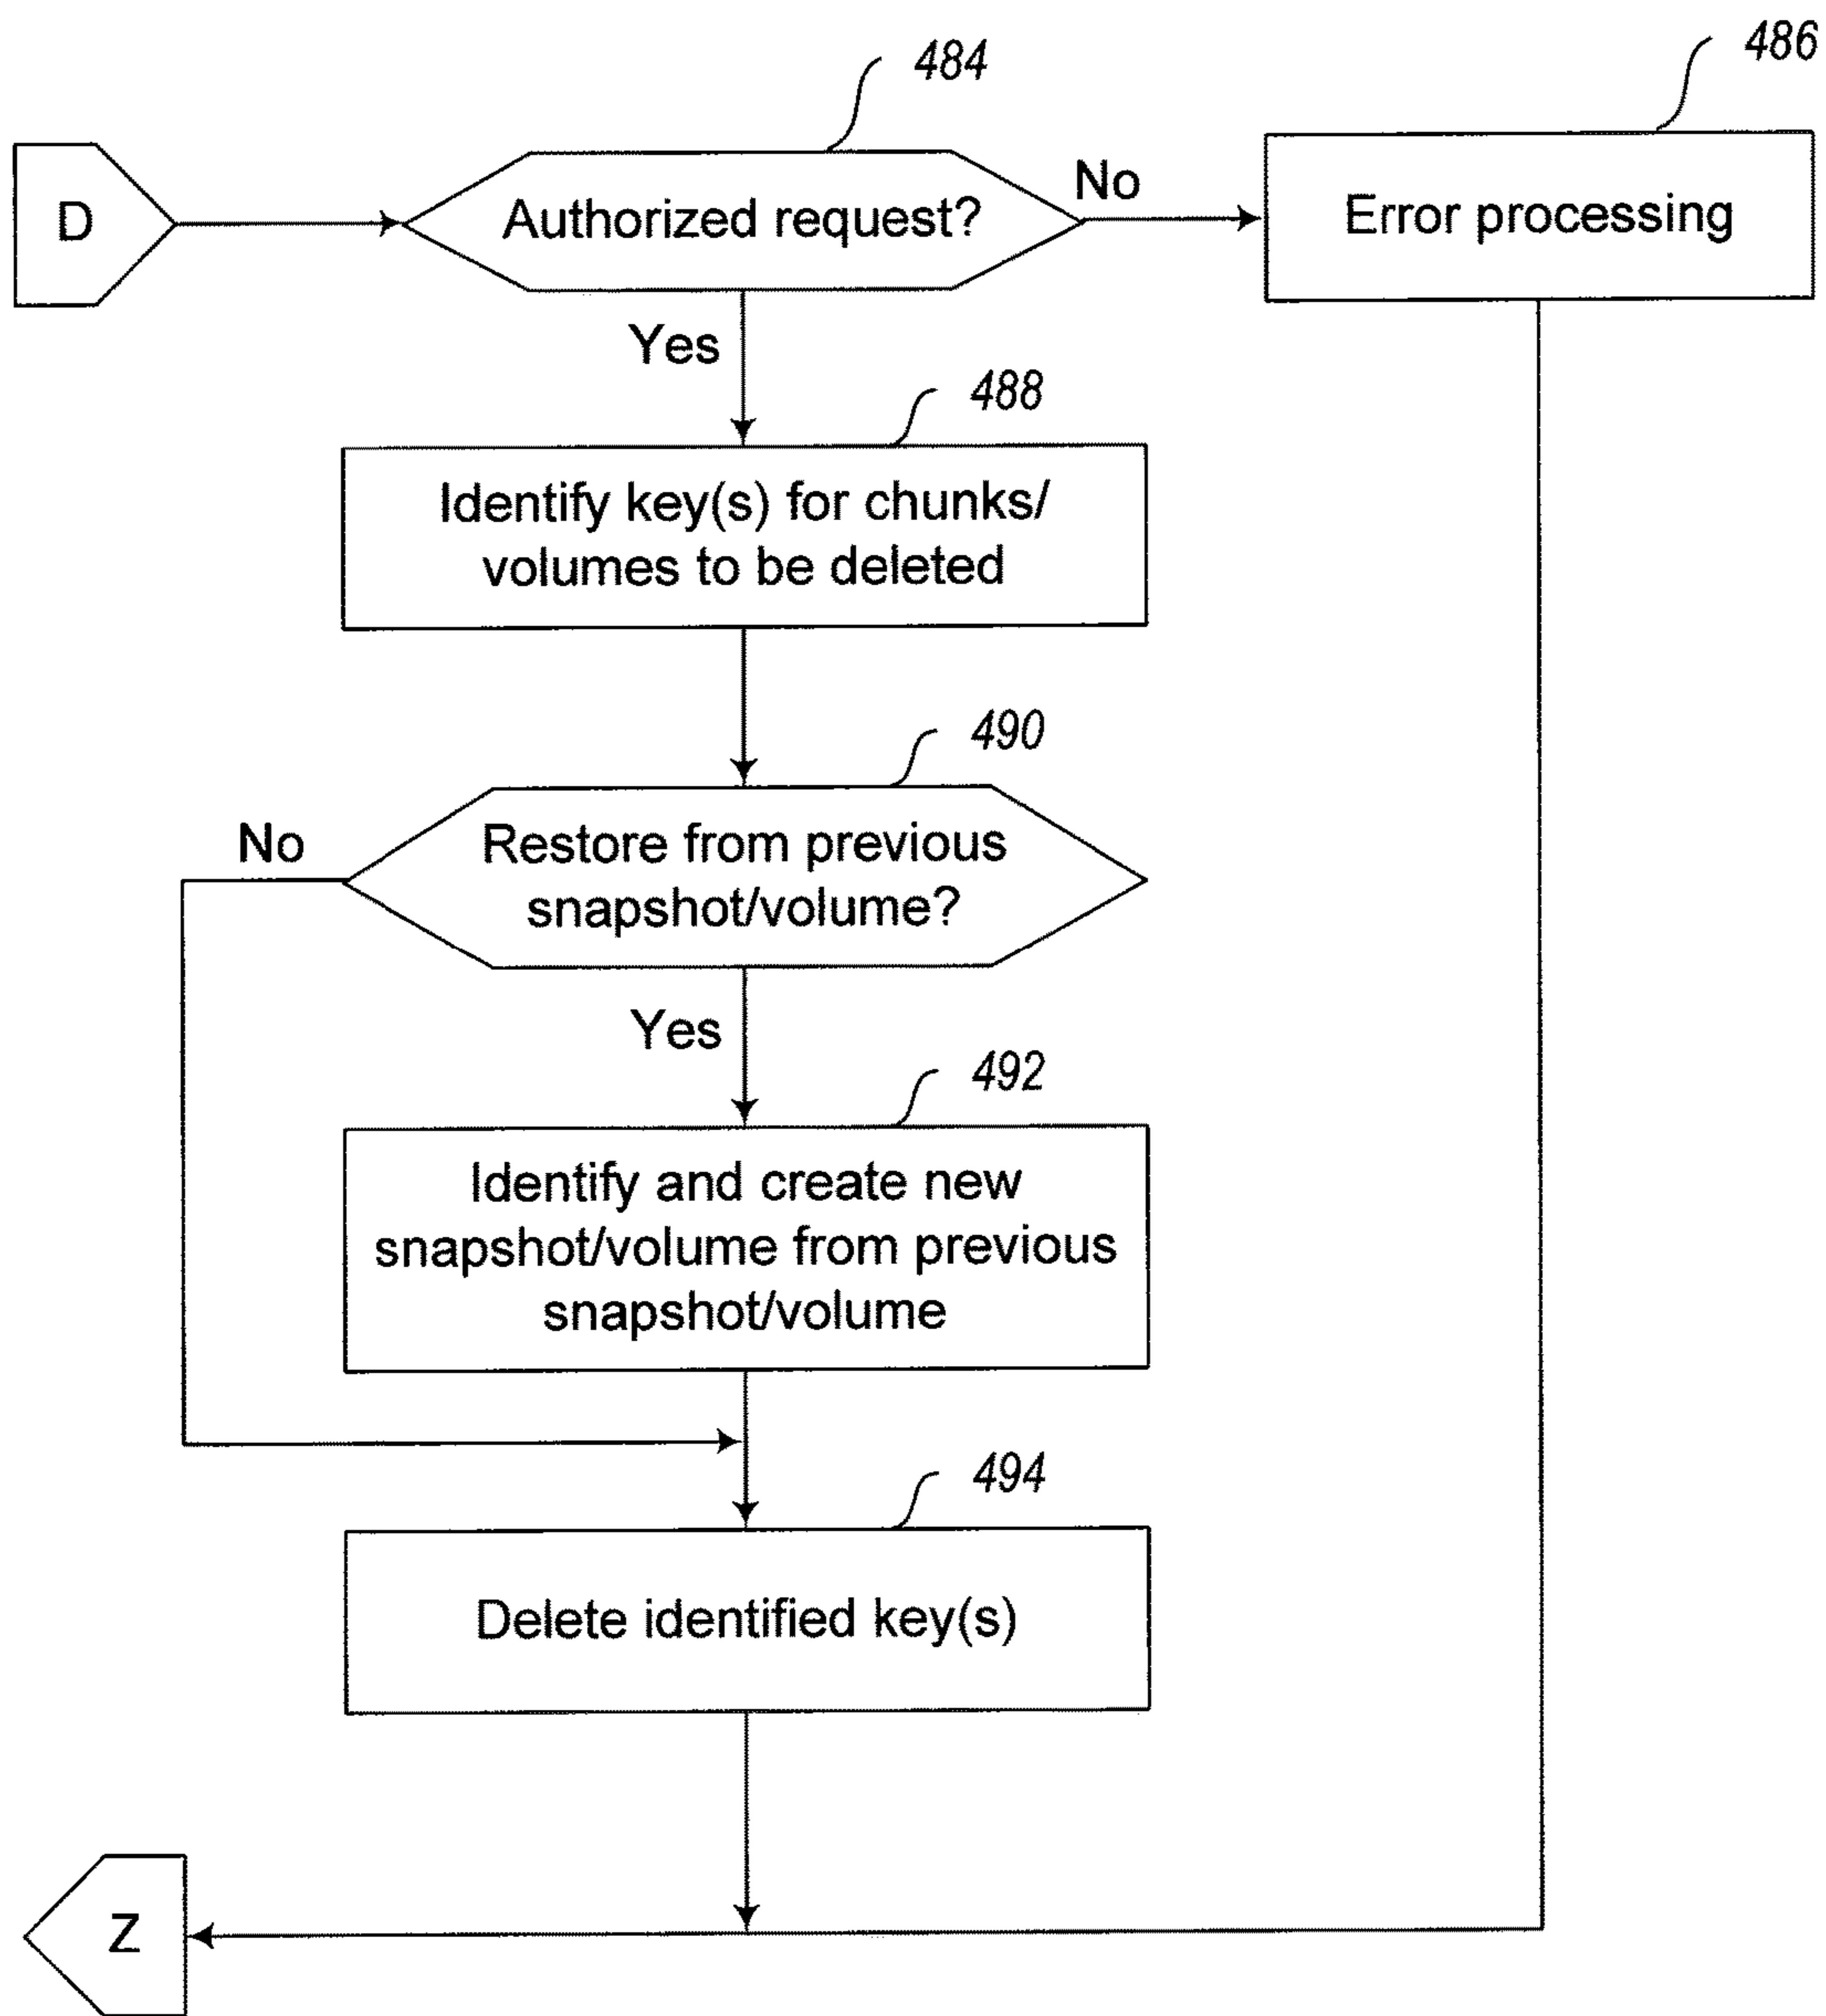 484
486
D
Authorized request?
No
Error processing
Yes
488
Identify key(s) for chunks/
volumes to be deleted
490
No
Restore from previous
snapshot/volume?
Yes
492
Identify and create new
snapshot/volume from previous
snapshot/volume
494
Delete identified key(s)
Z